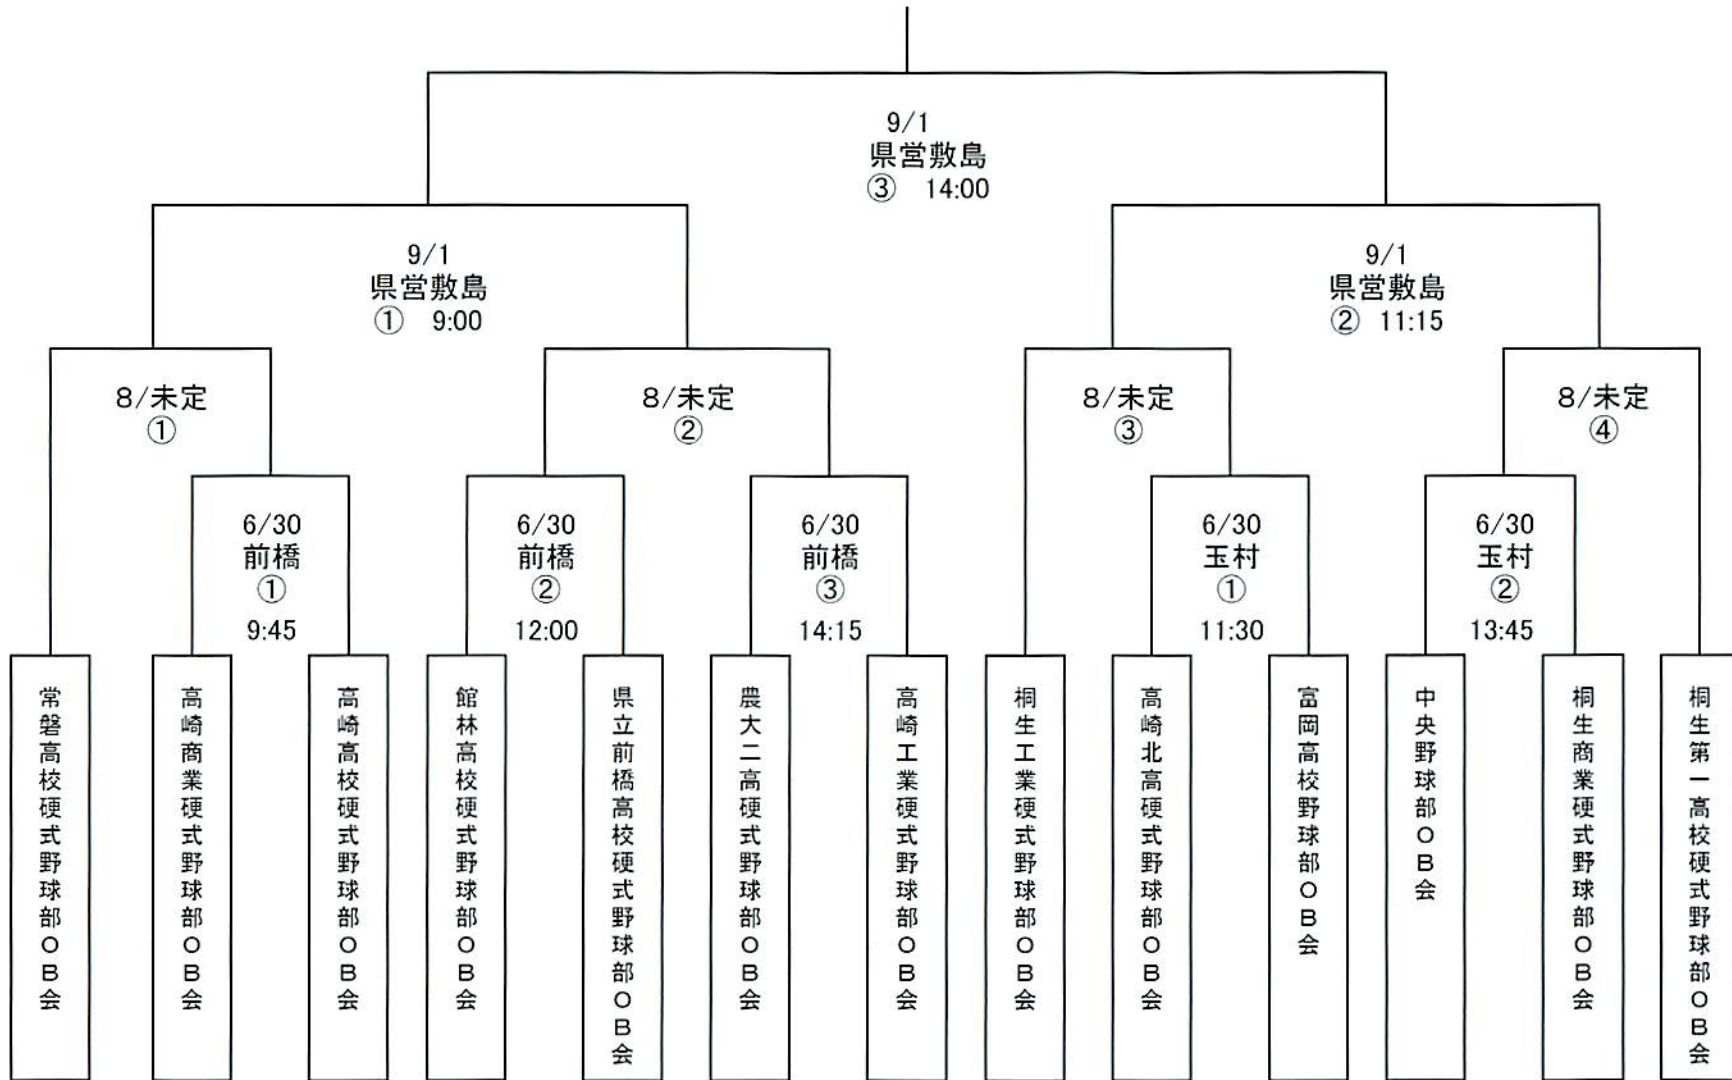 9/1
県営敷島
③ 14:00
9/1
県営敷島
① 9:00
9/1
県営敷島
② 11:15
8/未定
①
8/未定
②
8/未定
③
8/未定
④
6/30
前橋
①
9:45
6/30
前橋
②
12:00
6/30
前橋
③
14:15
6/30
玉村
①
11:30
6/30
玉村
②
13:45
常磐高校硬式野球部OB会
高崎商業硬式野球部OB会
高崎高校硬式野球部OB会
館林高校硬式野球部OB会
県立前橋高校硬式野球部OB会
農大二高硬式野球部OB会
高崎工業硬式野球部OB会
桐生工業硬式野球部OB会
高崎北高硬式野球部OB会
富岡高校野球部OB会
中央野球部OB会
桐生商業硬式野球部OB会
桐生第一高校硬式野球部OB会